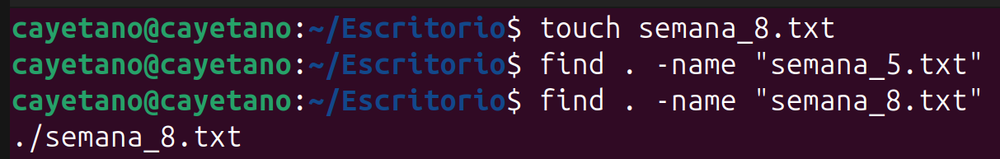 cayetano@cayetano:~/Escritorio$ touch semana_8.txt
cayetano@cayetano:~/Escritorio$ find . -name "semana_5.txt"
cayetano@cayetano:~/Escritorio$ find . -name "semana_8.txt"
./semana_8.txt